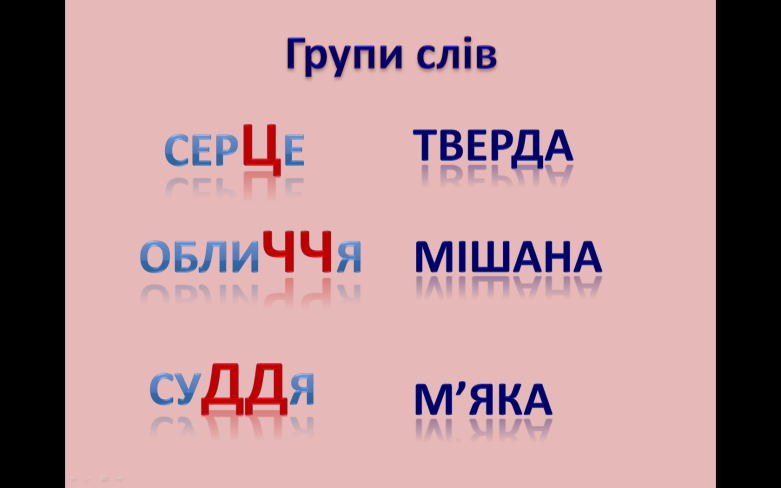 Групи слів
СЕРЦЕ ТВЕРДА
ОБЛИЧЧЯ МІШАНА
СУДДЯ М’ЯКА